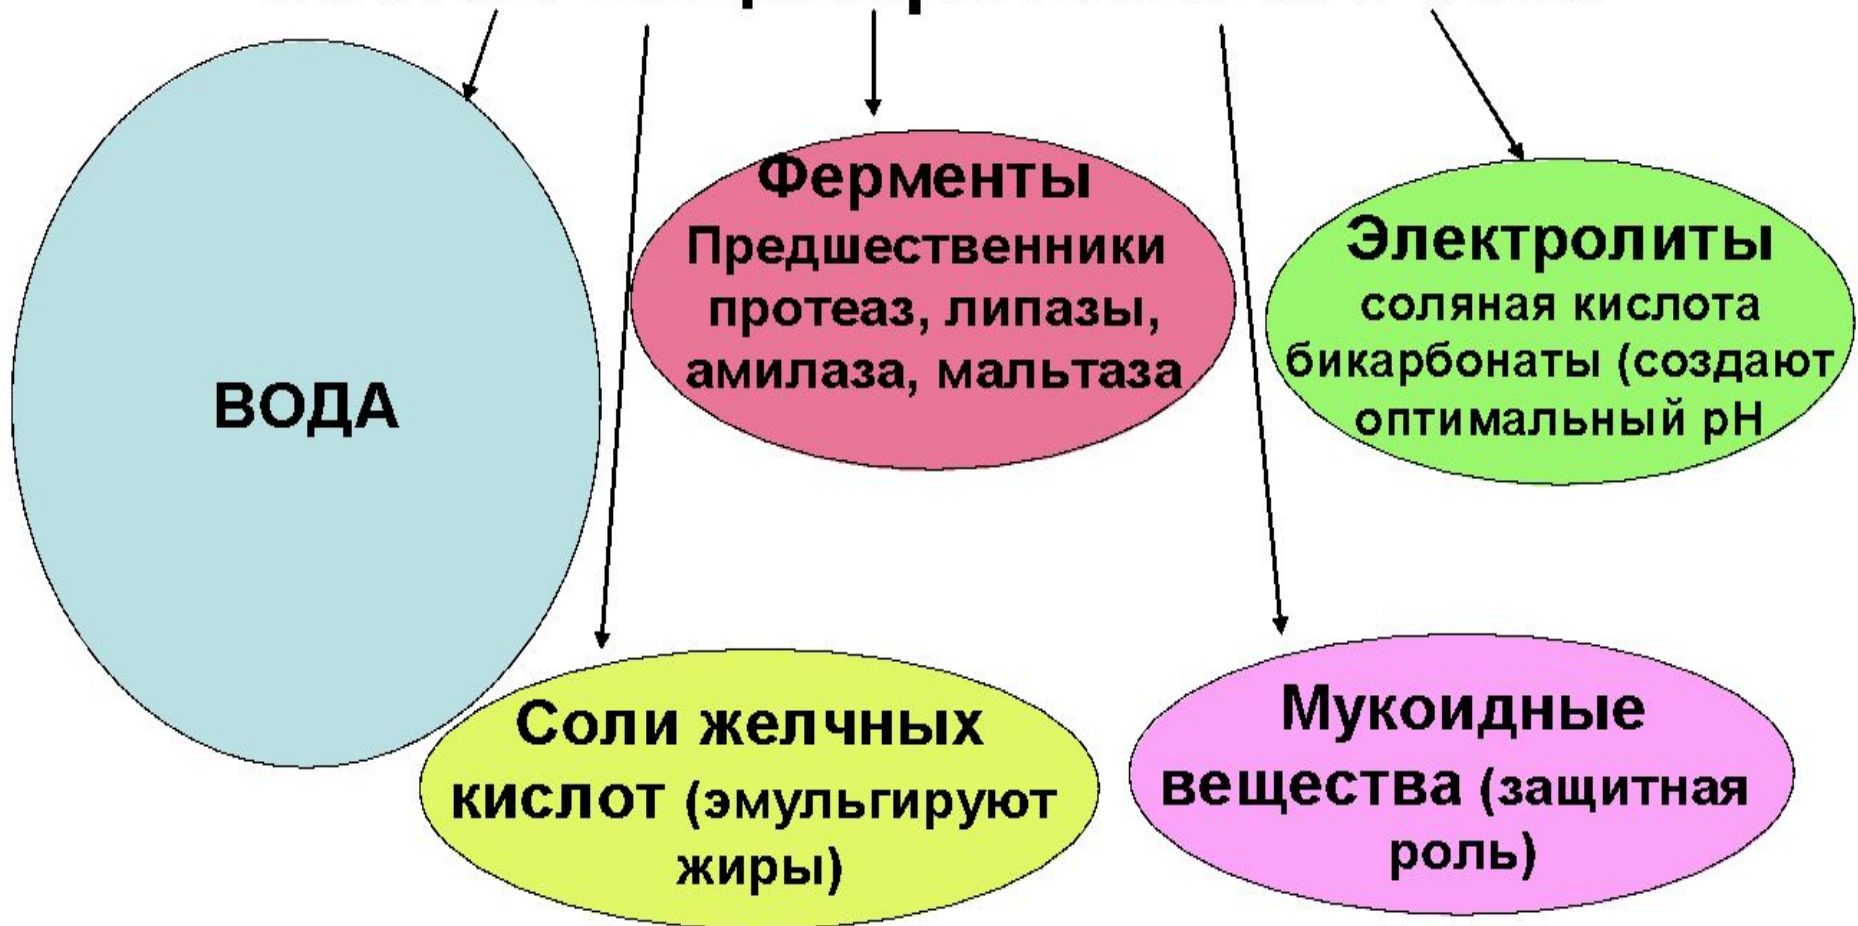 ВОДА
Ферменты
Предшественники
протеаз, липазы,
амилаза, мальтаза
Электролиты
соляная кислота
бикарбонаты (создают
оптимальный рН
Соли желчных
кислот (эмульгируют
жиры)
Мукоидные
вещества (защитная
роль)